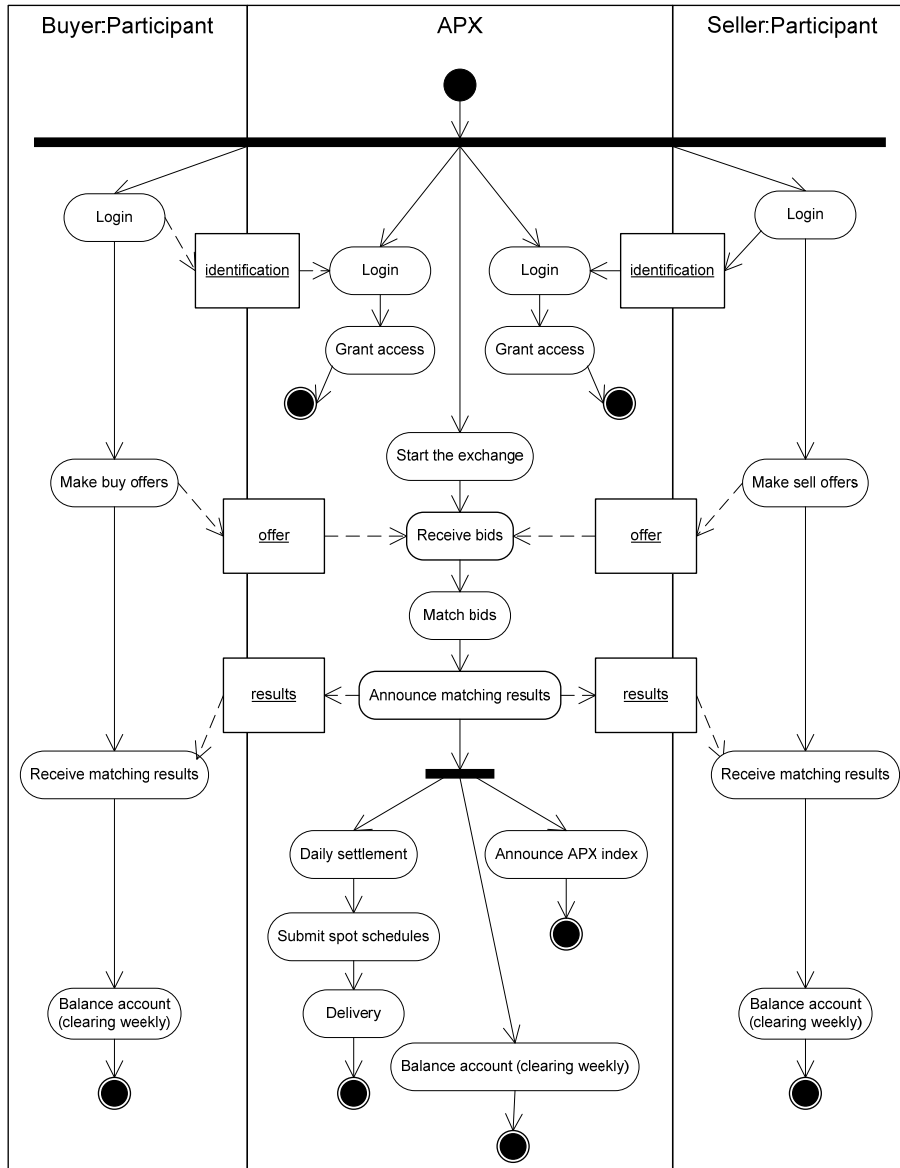 Buyer:Participant
APX
Seller:Participant
Login
Login
identification
Login
Login
identification
Grant access
Grant access
Start the exchange
Make buy offers
Make sell offers
offer
Receive bids
offer
Match bids
results
Announce matching results
results
Receive matching results
Receive matching results
Daily settlement
Announce APX index
Submit spot schedules
Delivery
Balance account
(clearing weekly)
Balance account
(clearing weekly)
Balance account (clearing weekly)